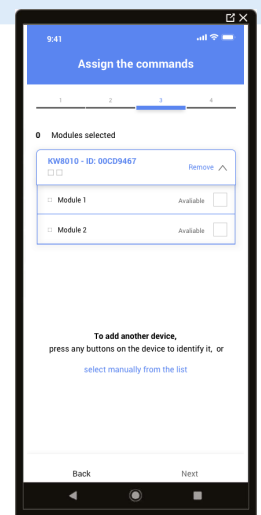 9:41
Assign the commands
1 2 3 4
0 Modules selected
KW8010 - ID: 00CD9467
Remove
Module 1 Avaliable
Module 2 Avaliable
To add another device,
press any buttons on the device to identify it, or
select manually from the list
Back Next